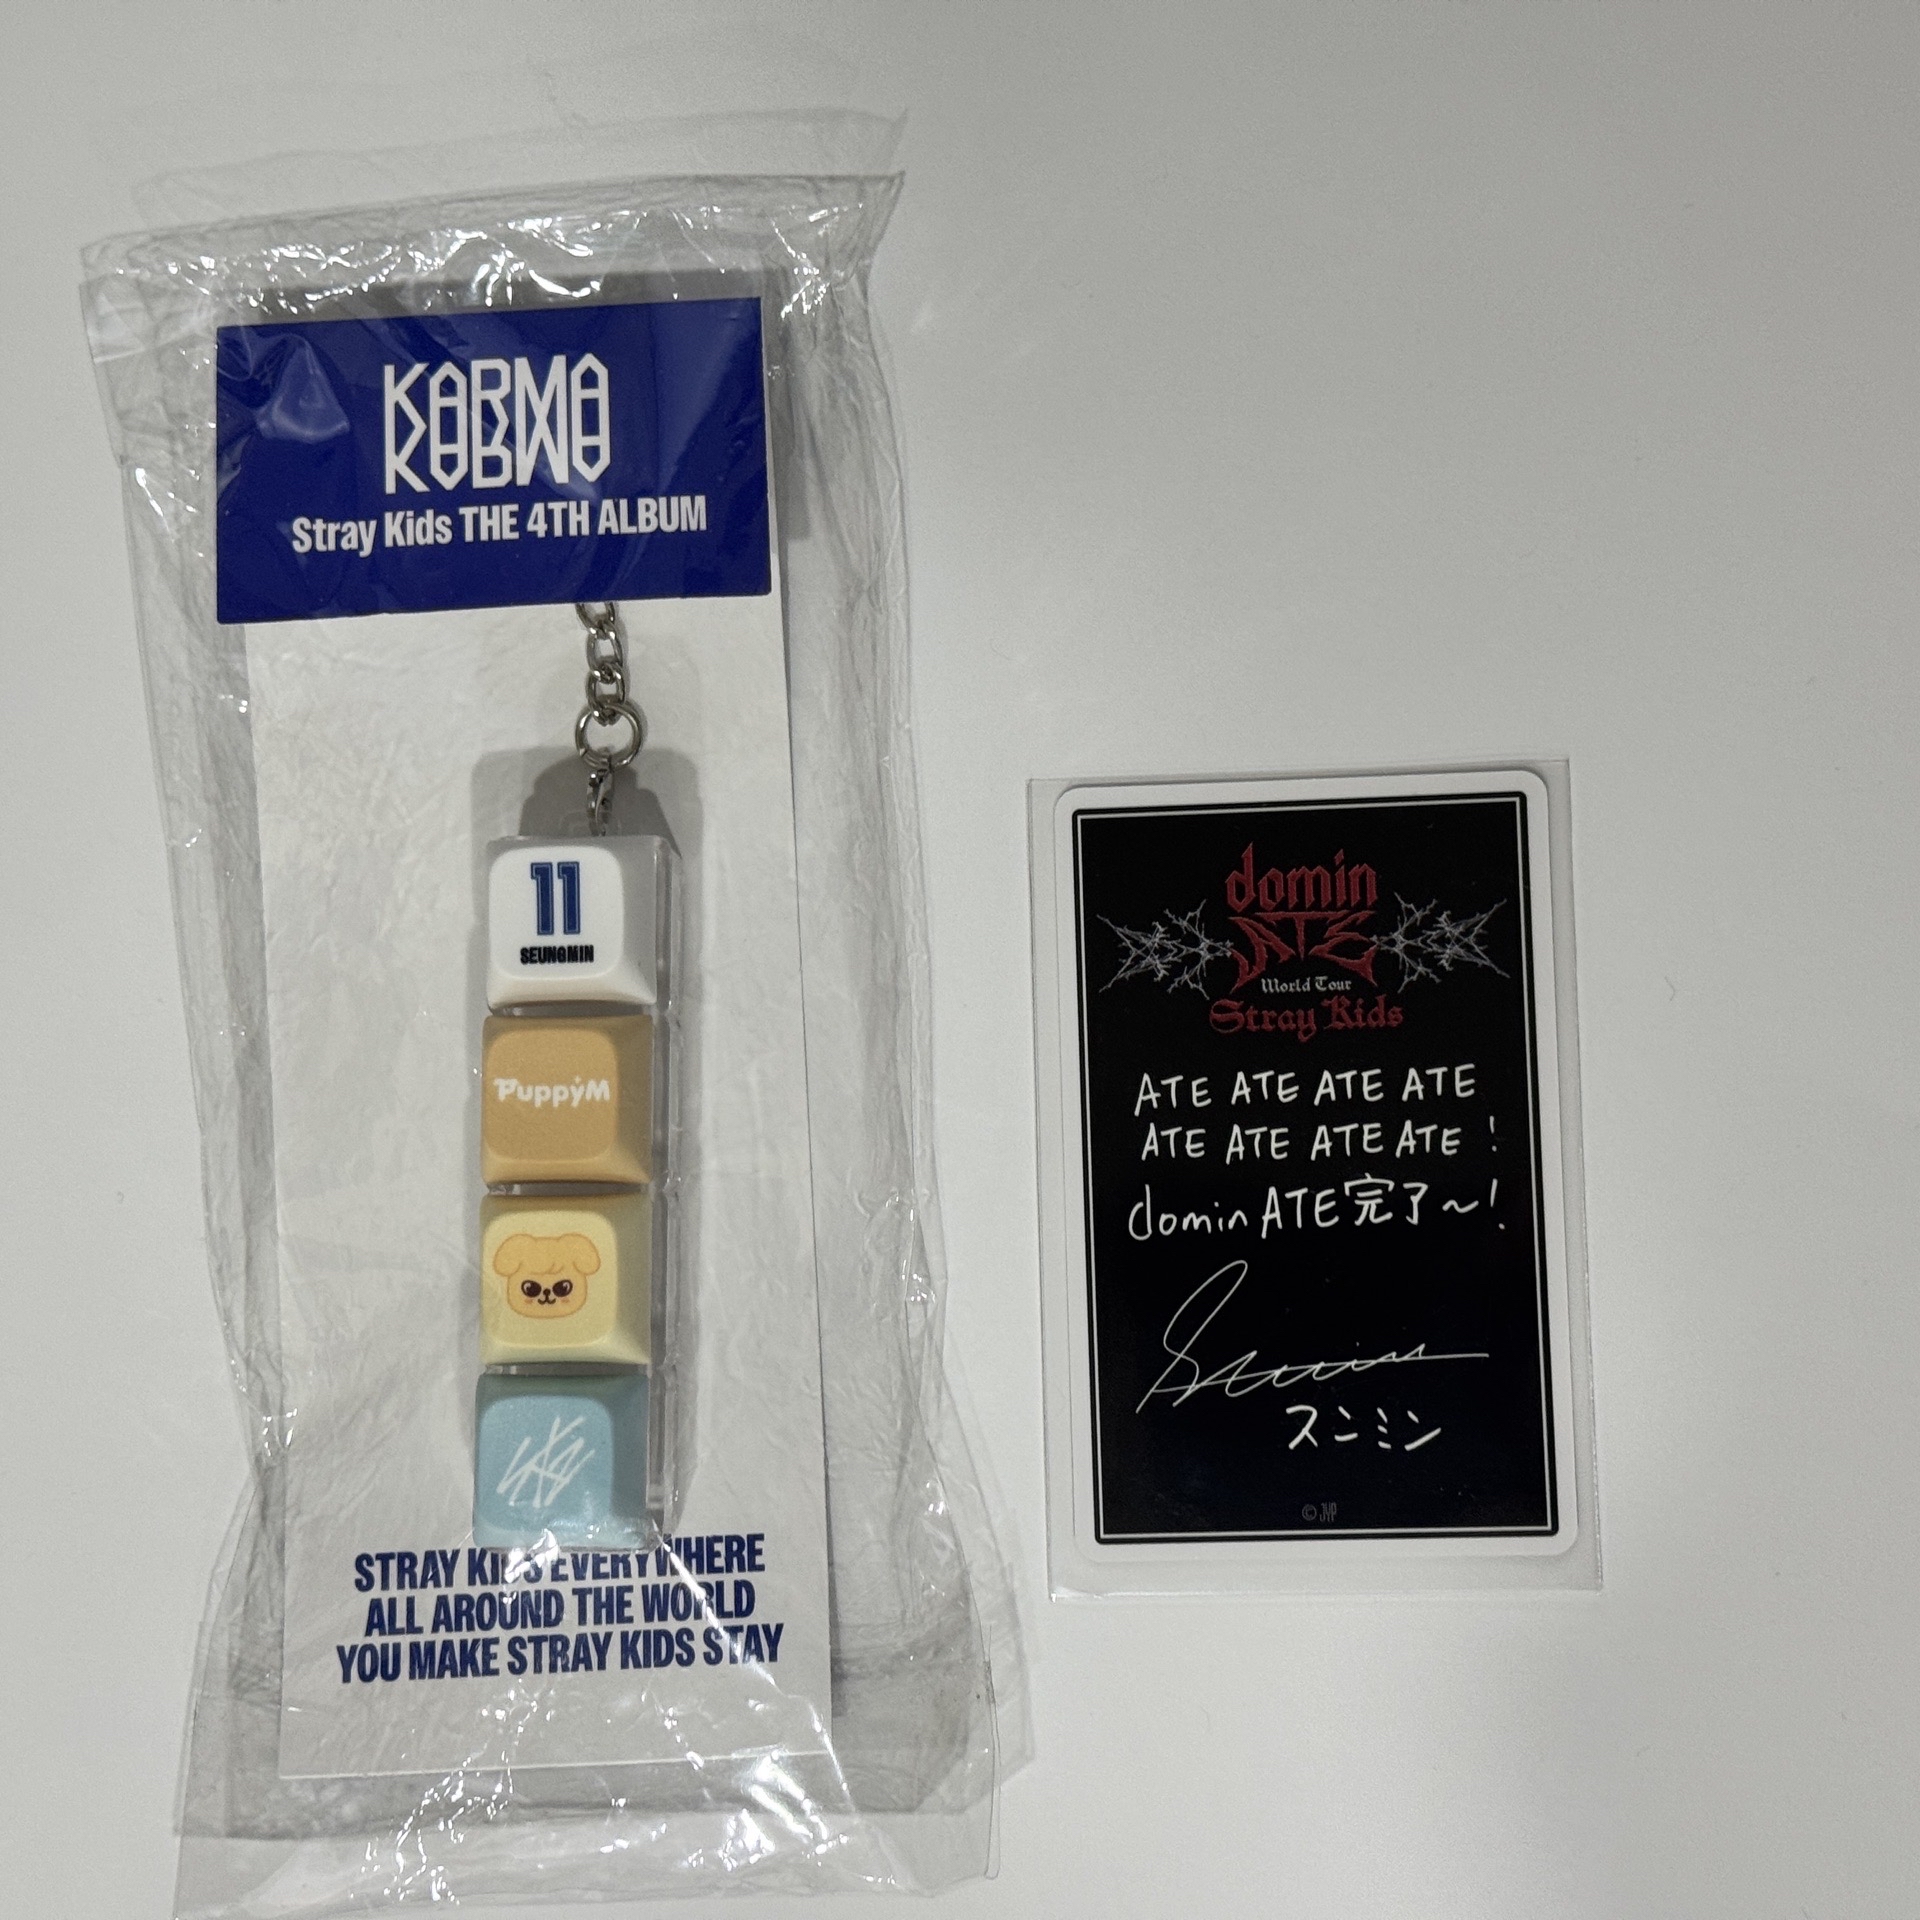 KARMA
KARMA
Stray Kids THE 4TH ALBUM
11
SEUNGMIN
PuppyM
STRAY KIDS EVERYWHERE
ALL AROUND THE WORLD
YOU MAKE STRAY KIDS STAY
domin
ATE
World Tour
Stray Kids
ATE ATE ATE ATE
ATE ATE ATE ATE !
dominATE完了~!
スンミン
© JYP